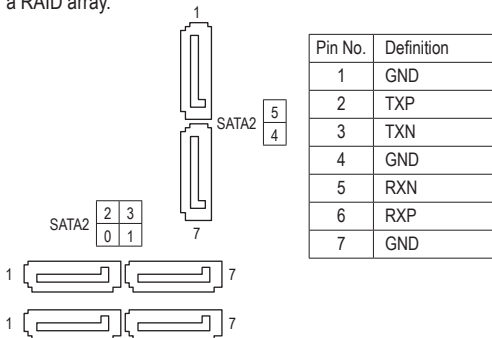 a RAID array.
1
SATA2
5
4
7
SATA2
2 3
0 1
1 7
1 7
Pin No. Definition
1 GND
2 TXP
3 TXN
4 GND
5 RXN
6 RXP
7 GND